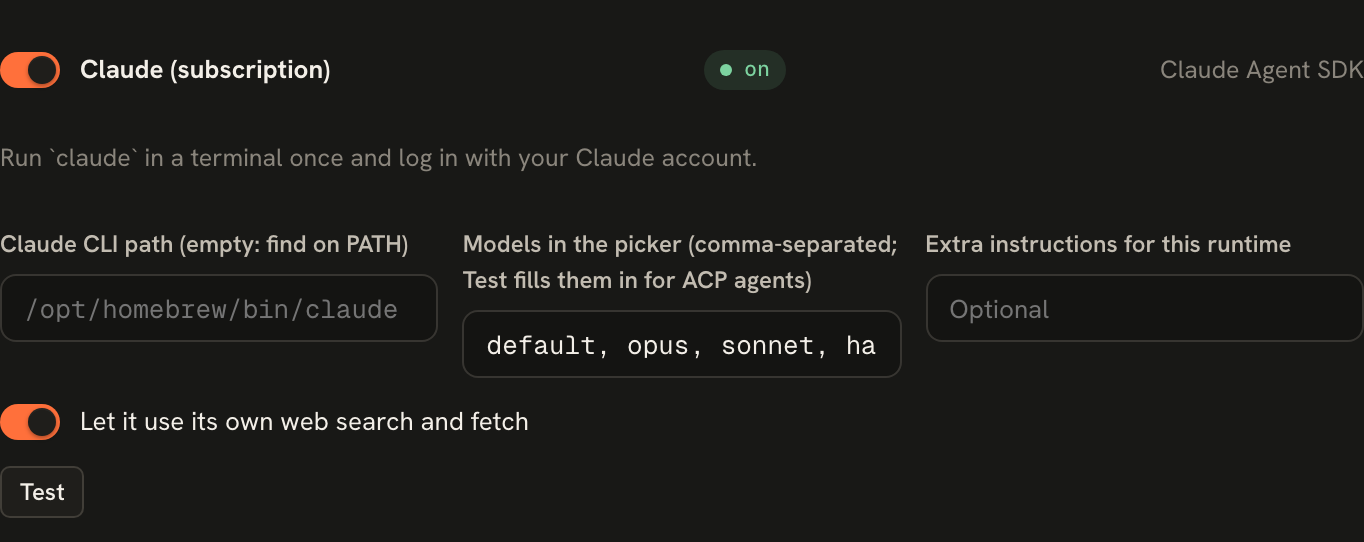 Claude (subscription)
on
Claude Agent SDK
Run `claude` in a terminal once and log in with your Claude account.
Claude CLI path (empty: find on PATH)
/opt/homebrew/bin/claude
Models in the picker (comma-separated;
Test fills them in for ACP agents)
default, opus, sonnet, ha
Extra instructions for this runtime
Optional
Let it use its own web search and fetch
Test